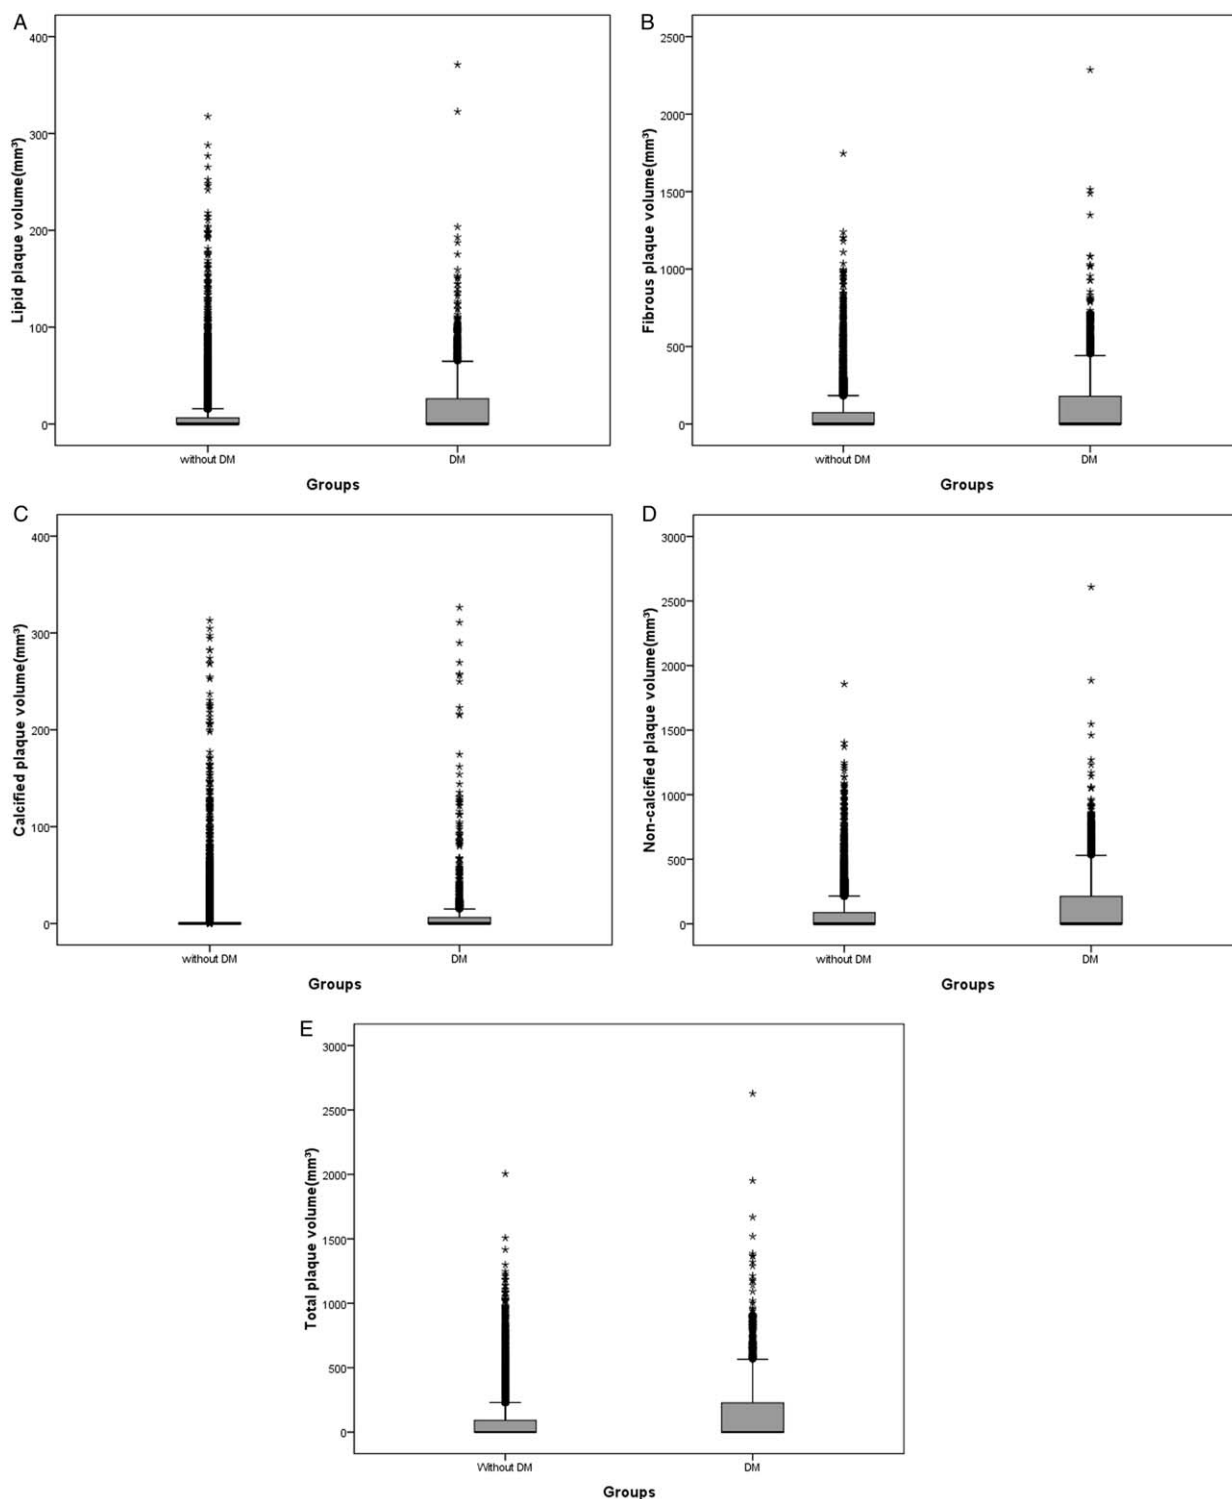 A
Lipid plaque volume(mm³)
400
300
200
100
0
without DM
DM
Groups
B
Fibrous plaque volume(mm³)
2500
2000
1500
1000
500
0
without DM
DM
Groups
C
Calcified plaque volume(mm³)
400
300
200
100
0
without DM
DM
Groups
D
Non-calcified plaque volume(mm³)
3000
2500
2000
1500
1000
500
0
without DM
DM
Groups
E
Total plaque volume(mm³)
3000
2500
2000
1500
1000
500
0
Without DM
DM
Groups